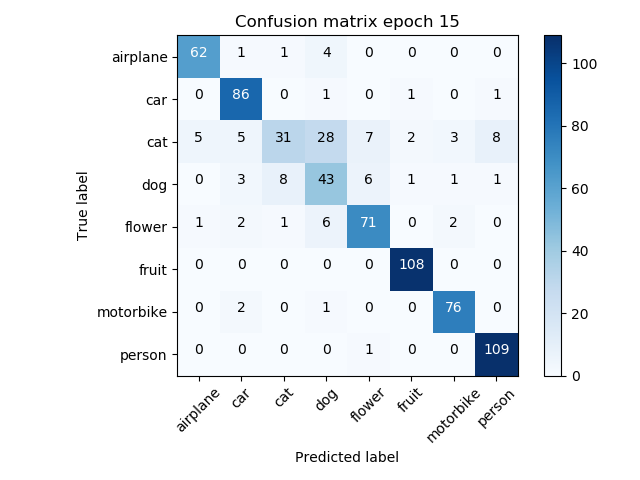 Confusion matrix epoch 15
airplane 62 1 1 4 0 0 0 0
car 0 86 0 1 0 1 0 1
cat 5 5 31 28 7 2 3 8
dog 0 3 8 43 6 1 1 1
flower 1 2 1 6 71 0 2 0
fruit 0 0 0 0 0 108 0 0
motorbike 0 2 0 1 0 0 76 0
person 0 0 0 0 1 0 0 109
airplane car cat dog flower fruit motorbike person
Predicted label
True label
100
80
60
40
20
0